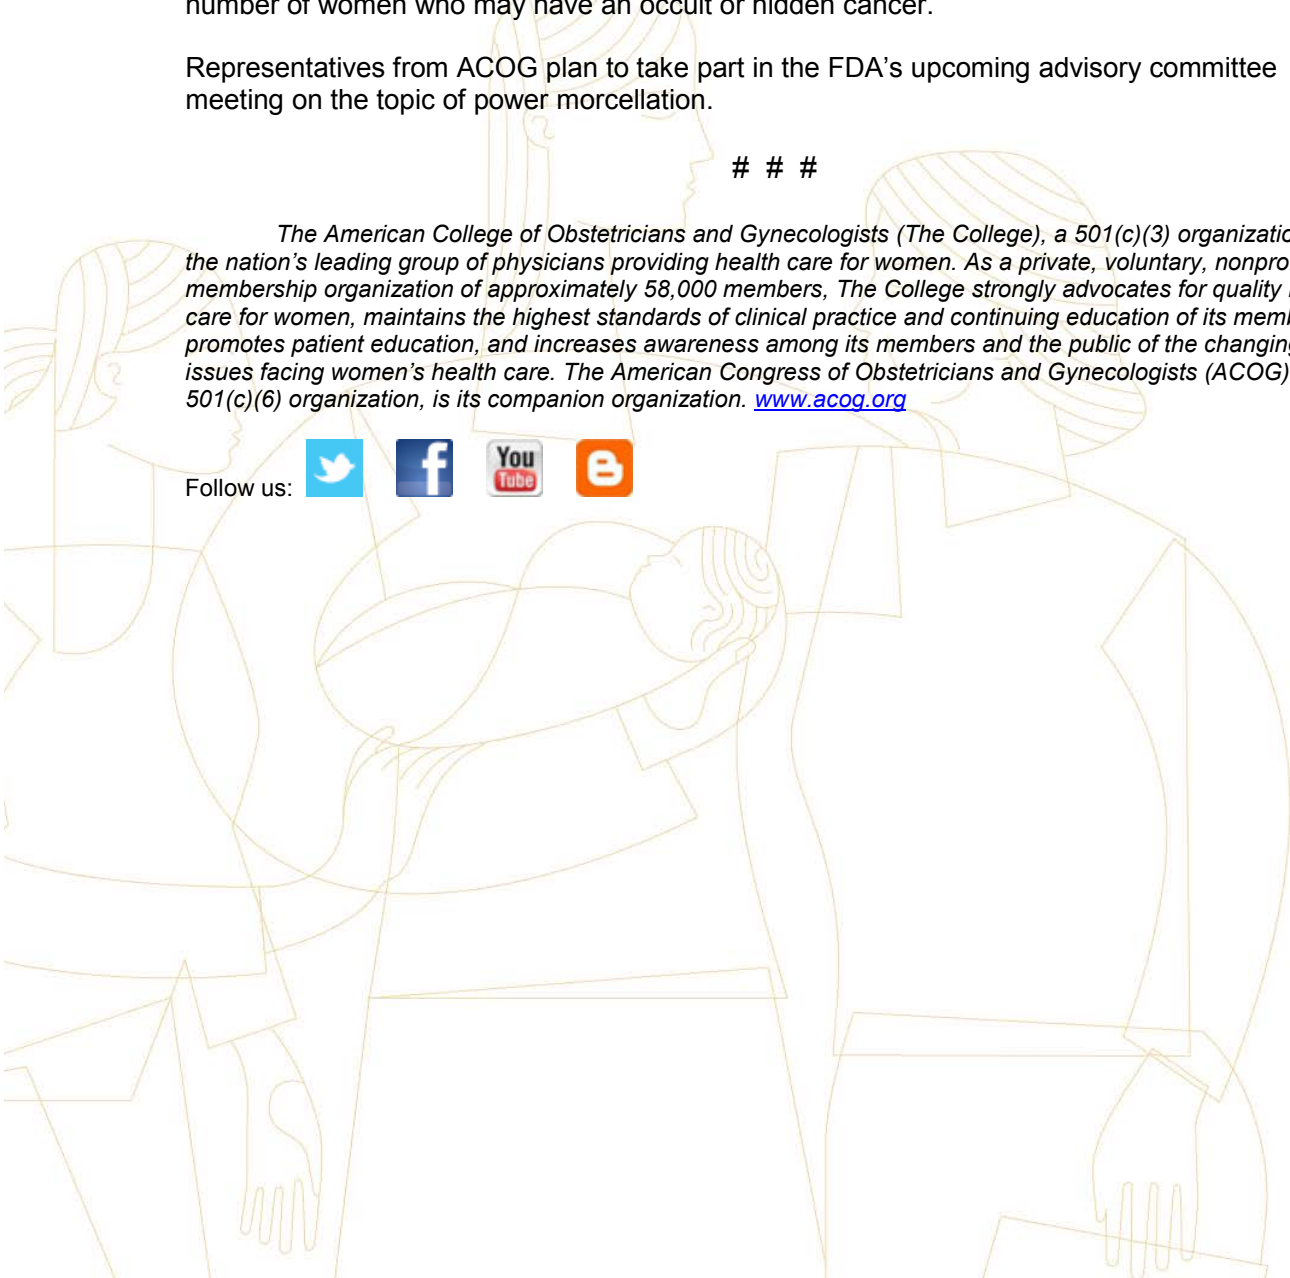 number of women who may have an occult or hidden cancer.
Representatives from ACOG plan to take part in the FDA’s upcoming advisory committee
meeting on the topic of power morcellation.
# # #
The American College of Obstetricians and Gynecologists (The College), a 501(c)(3) organizatio
the nation’s leading group of physicians providing health care for women. As a private, voluntary, nonpro
membership organization of approximately 58,000 members, The College strongly advocates for quality
care for women, maintains the highest standards of clinical practice and continuing education of its memb
promotes patient education, and increases awareness among its members and the public of the changing
issues facing women’s health care. The American Congress of Obstetricians and Gynecologists (ACOG)
501(c)(6) organization, is its companion organization. www.acog.org
Follow us: f You Tube B